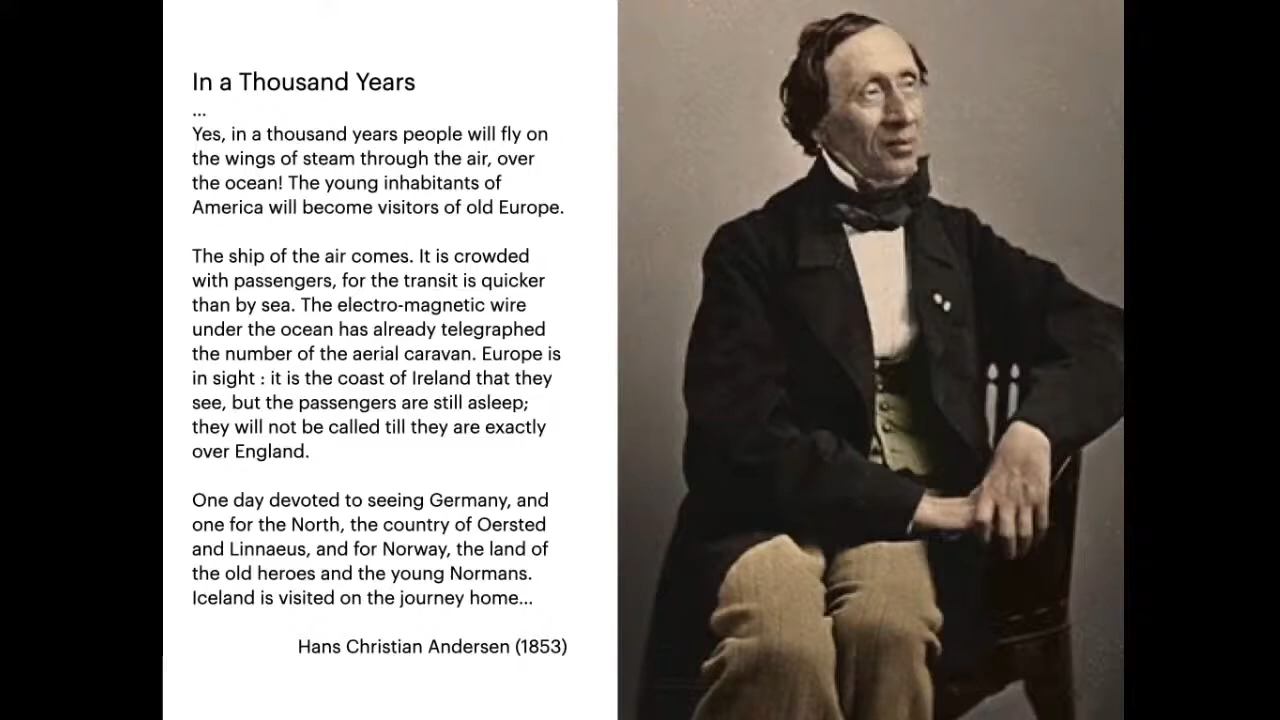 In a Thousand Years
...
Yes, in a thousand years people will fly on
the wings of steam through the air, over
the ocean! The young inhabitants of
America will become visitors of old Europe.
The ship of the air comes. It is crowded
with passengers, for the transit is quicker
than by sea. The electro-magnetic wire
under the ocean has already telegraphed
the number of the aerial caravan. Europe is
in sight : it is the coast of Ireland that they
see, but the passengers are still asleep;
they will not be called till they are exactly
over England.
One day devoted to seeing Germany, and
one for the North, the country of Oersted
and Linnaeus, and for Norway, the land of
the old heroes and the young Normans.
Iceland is visited on the journey home...
Hans Christian Andersen (1853)